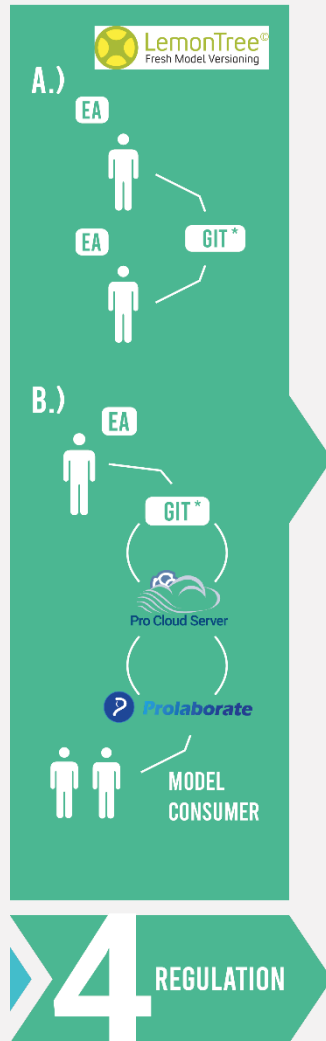 LemonTree©
Fresh Model Versioning
A.)
EA
EA
GIT*
B.)
EA
GIT*
Pro Cloud Server
Prolaborate
MODEL
CONSUMER
4 REGULATION